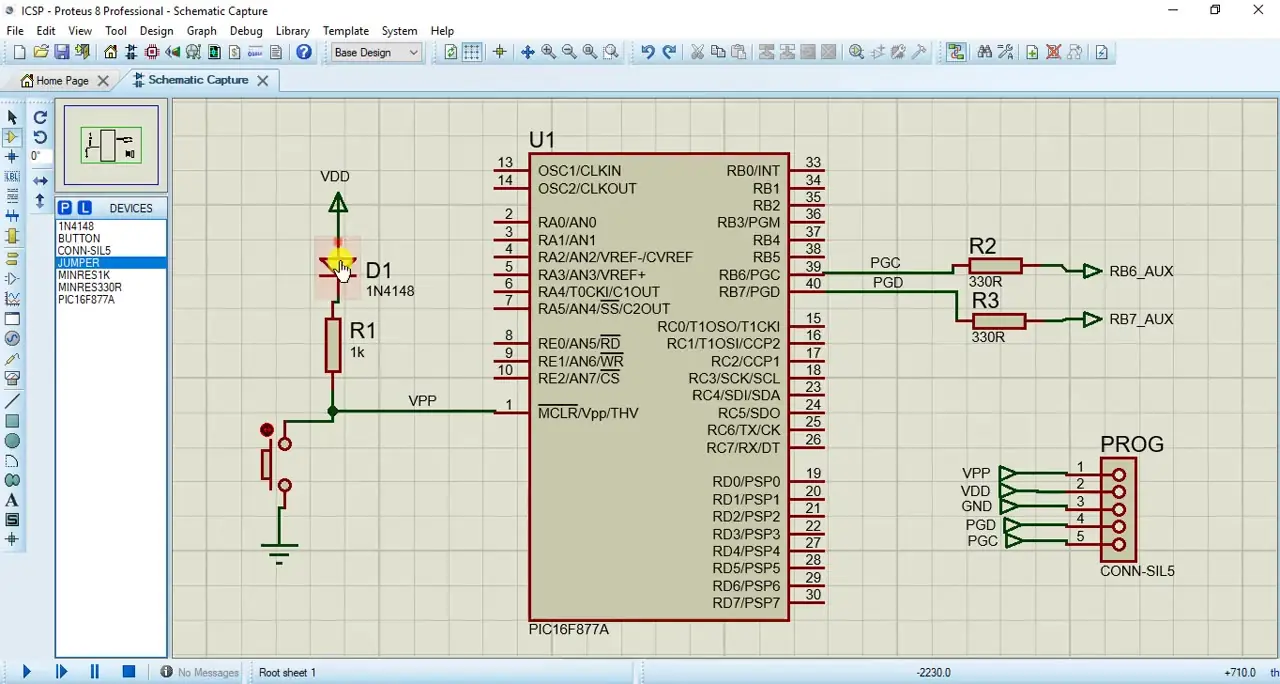 ICSP - Proteus 8 Professional - Schematic Capture
File Edit View Tool Design Graph Debug Library Template System Help
Base Design
Home Page Schematic Capture
0°
P L DEVICES
1N4148
BUTTON
CONN-SIL5
JUMPER
MINRES1K
MINRES330R
PIC16F877A
VDD
D1
1N4148
R1
1k
VPP
U1
13 OSC1/CLKIN
14 OSC2/CLKOUT
2 RA0/AN0
3 RA1/AN1
4 RA2/AN2/VREF-/CVREF
5 RA3/AN3/VREF+
6 RA4/T0CKI/C1OUT
7 RA5/AN4/SS/C2OUT
8 RE0/AN5/RD
9 RE1/AN6/WR
10 RE2/AN7/CS
1 MCLR/Vpp/THV
RB0/INT 33
RB1 34
RB2 35
RB3/PGM 36
RB4 37
RB5 38
RB6/PGC 39
RB7/PGD 40
RC0/T1OSO/T1CKI 15
RC1/T1OSI/CCP2 16
RC2/CCP1 17
RC3/SCK/SCL 18
RC4/SDI/SDA 23
RC5/SDO 24
RC6/TX/CK 25
RC7/RX/DT 26
RD0/PSP0 19
RD1/PSP1 20
RD2/PSP2 21
RD3/PSP3 22
RD4/PSP4 27
RD5/PSP5 28
RD6/PSP6 29
RD7/PSP7 30
PIC16F877A
PGC
PGD
R2
330R
RB6_AUX
R3
330R
RB7_AUX
PROG
VPP 1
VDD 2
GND 3
PGD 4
PGC 5
CONN-SIL5
No Messages Root sheet 1 -2230.0 +710.0 th